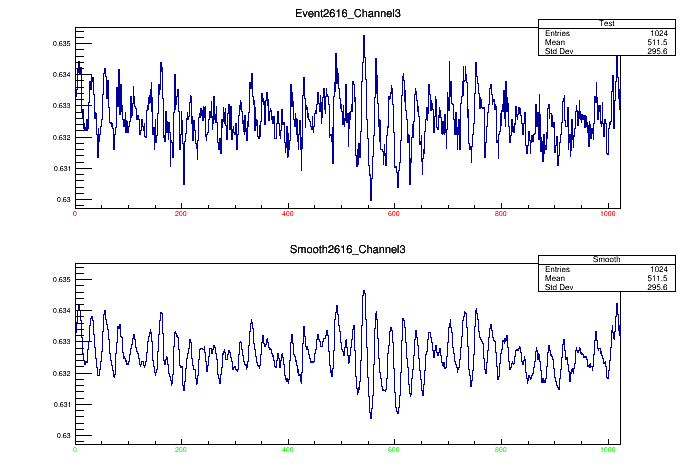 Event2616_Channel3
Test
Entries 1024
Mean 511.5
Std Dev 295.6
0.635
0.634
0.633
0.632
0.631
0.63
0 200 400 600 800 1000
Smooth2616_Channel3
Smooth
Entries 1024
Mean 511.5
Std Dev 295.6
0.635
0.634
0.633
0.632
0.631
0.63
0 200 400 600 800 1000